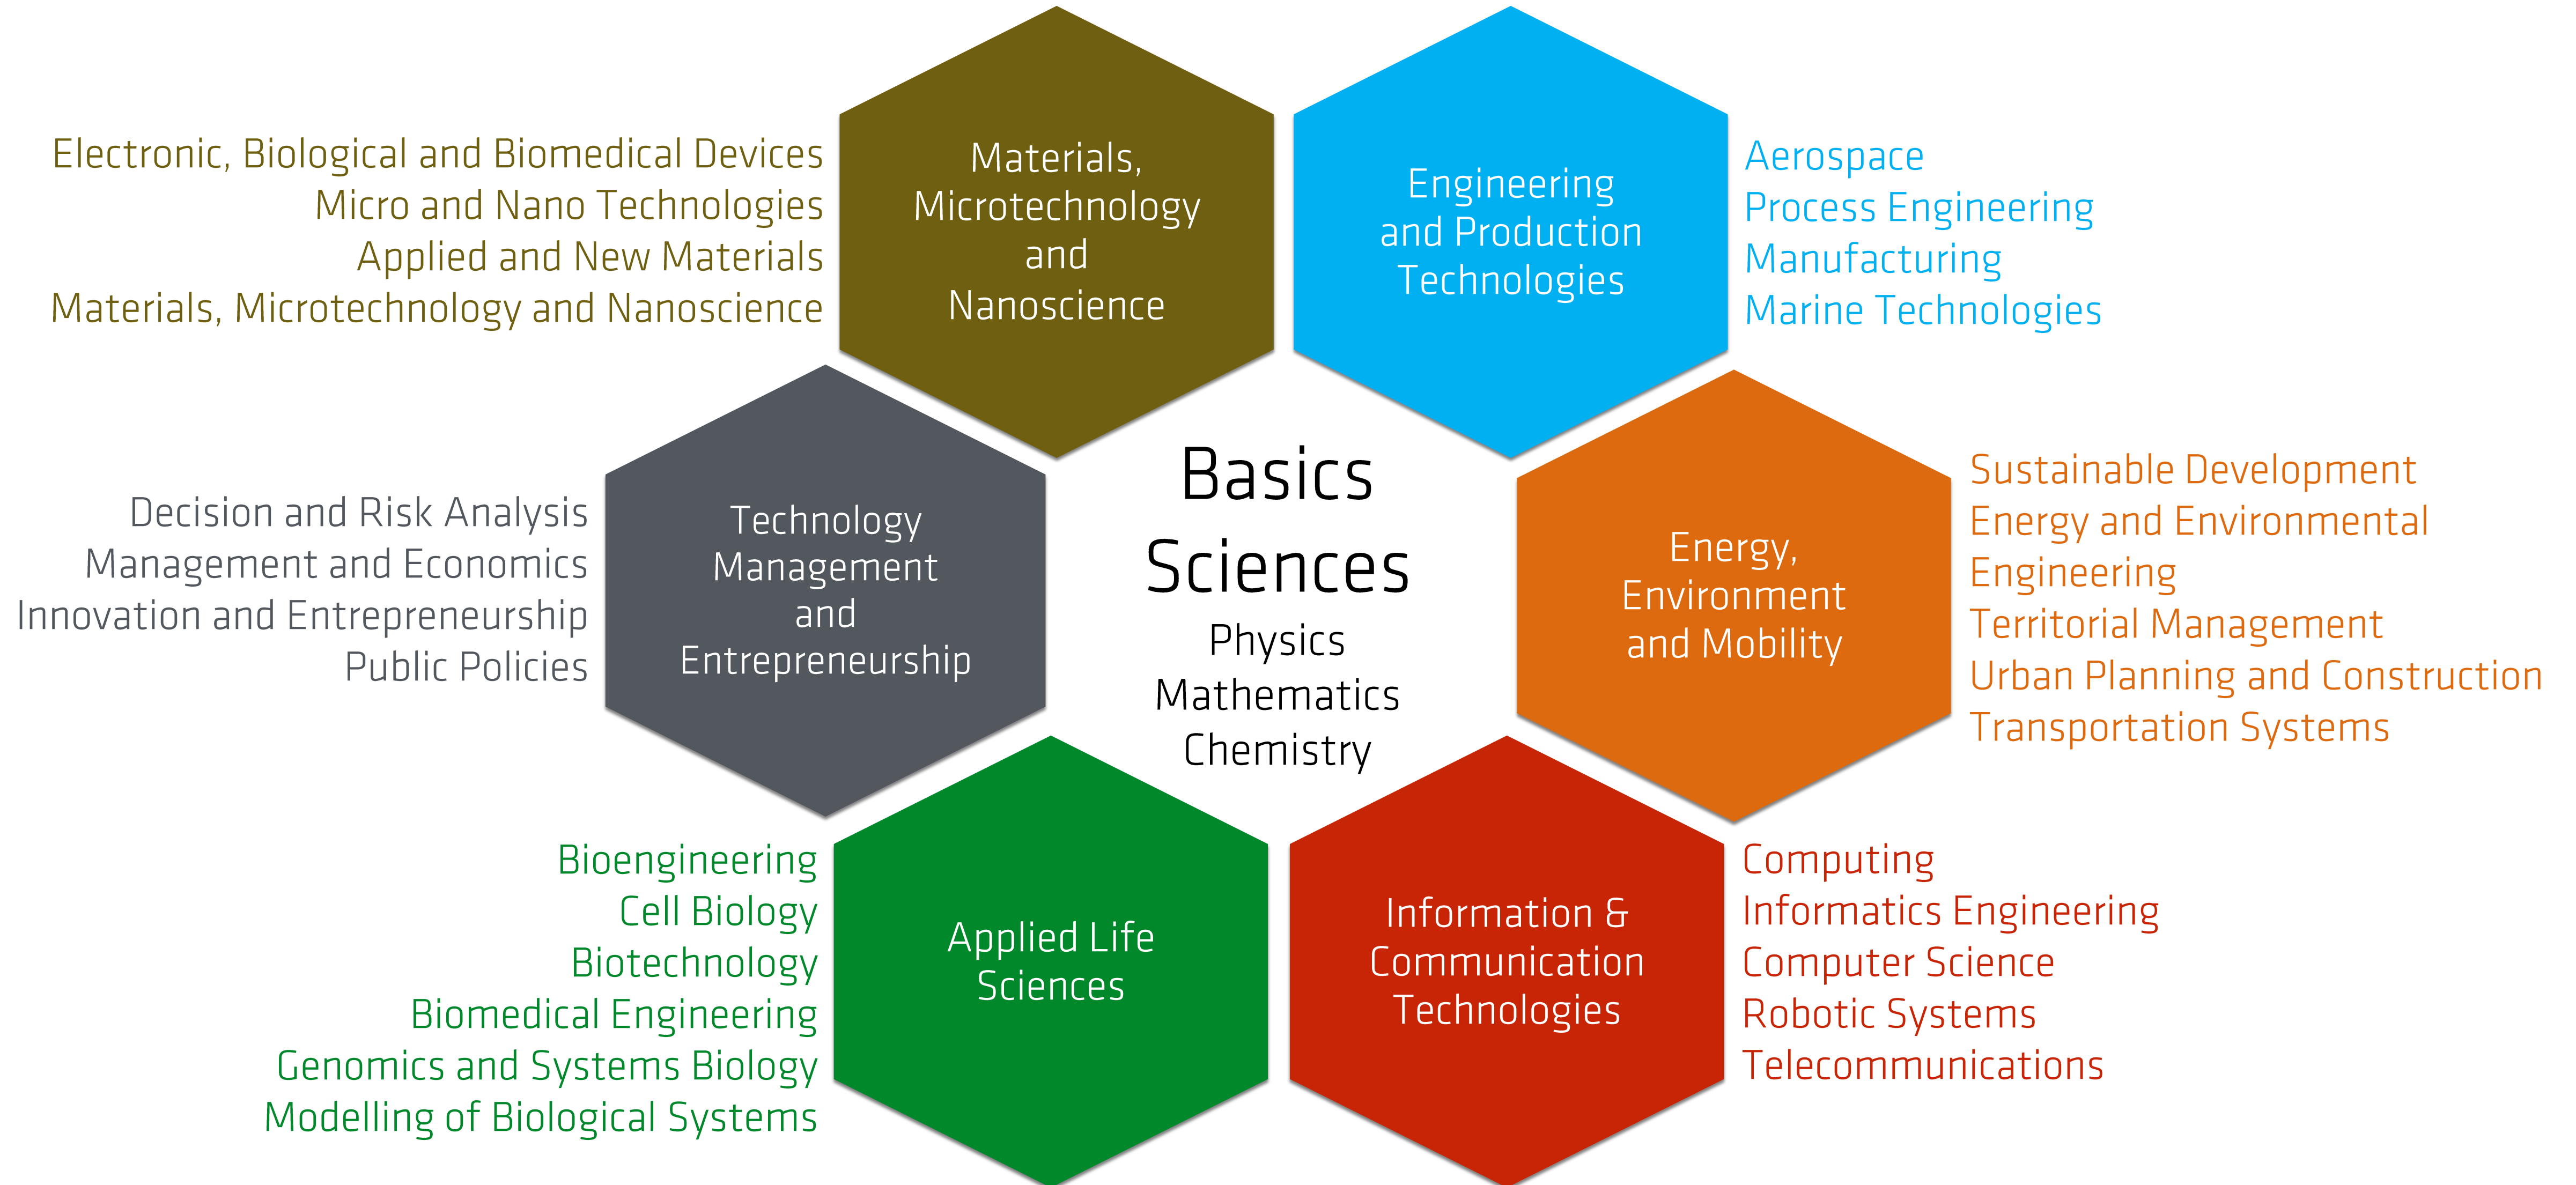 Electronic, Biological and Biomedical Devices
Micro and Nano Technologies
Applied and New Materials
Materials, Microtechnology and Nanoscience
Materials,
Microtechnology
and
Nanoscience
Engineering
and Production
Technologies
Aerospace
Process Engineering
Manufacturing
Marine Technologies
Decision and Risk Analysis
Management and Economics
Innovation and Entrepreneurship
Public Policies
Technology
Management
and
Entrepreneurship
Basics
Sciences
Physics
Mathematics
Chemistry
Energy,
Environment
and Mobility
Sustainable Development
Energy and Environmental
Engineering
Territorial Management
Urban Planning and Construction
Transportation Systems
Bioengineering
Cell Biology
Biotechnology
Biomedical Engineering
Genomics and Systems Biology
Modelling of Biological Systems
Applied Life
Sciences
Information &
Communication
Technologies
Computing
Informatics Engineering
Computer Science
Robotic Systems
Telecommunications